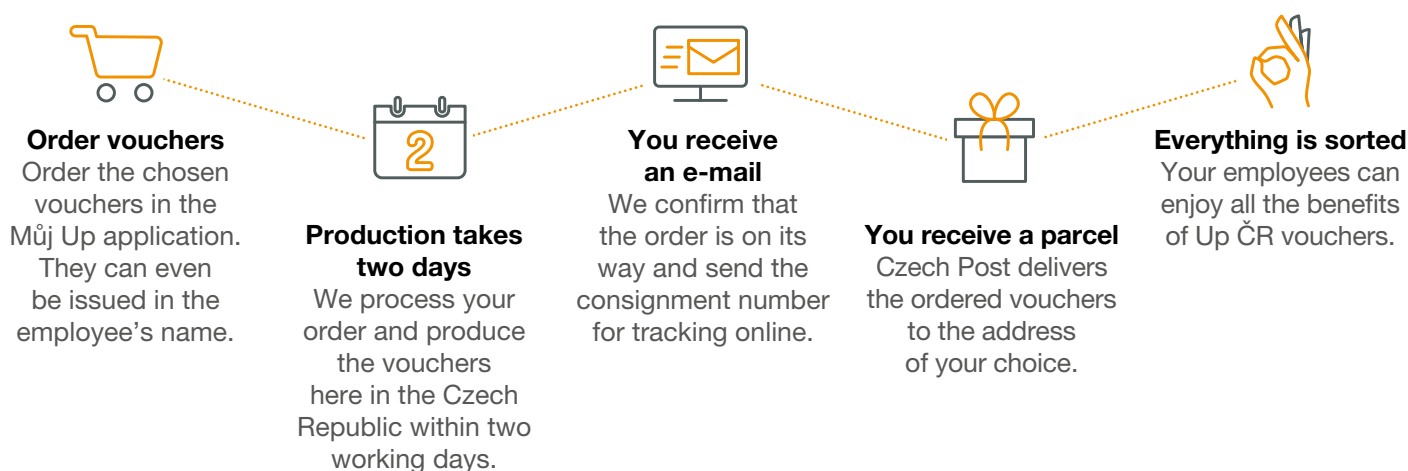 Order vouchers
Order the chosen
vouchers in the
Můj Up application.
They can even
be issued in the
employee’s name.
2
Production takes
two days
We process your
order and produce
the vouchers
here in the Czech
Republic within two
working days.
You receive
an e-mail
We confirm that
the order is on its
way and send the
consignment number
for tracking online.
You receive a parcel
Czech Post delivers
the ordered vouchers
to the address
of your choice.
Everything is sorted
Your employees can
enjoy all the benefits
of Up ČR vouchers.